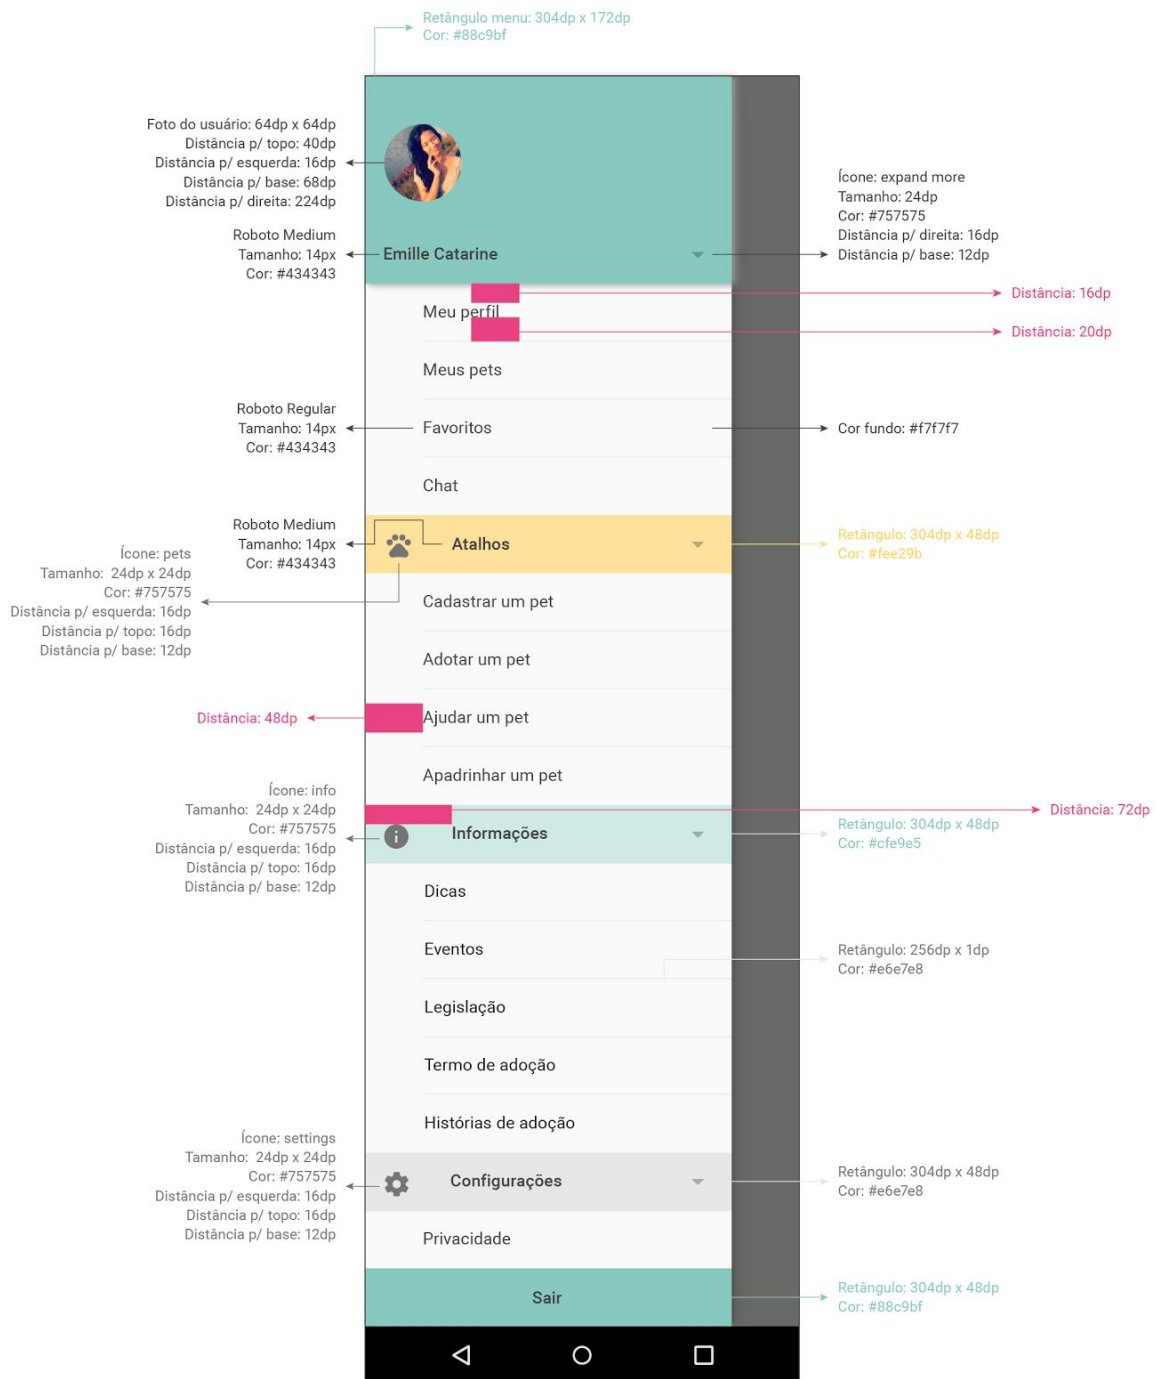 Retângulo menu: 304dp x 172dp
Cor: #88c9bf
Foto do usuário: 64dp x 64dp
Distância p/ topo: 40dp
Distância p/ esquerda: 16dp
Distância p/ base: 68dp
Distância p/ direita: 224dp
Ícone: expand more
Tamanho: 24dp
Cor: #757575
Distância p/ direita: 16dp
Distância p/ base: 12dp
Roboto Medium
Tamanho: 14px
Cor: #434343
Emille Catarine
Distância: 16dp
Meu perfil
Distância: 20dp
Meus pets
Roboto Regular
Tamanho: 14px
Cor: #434343
Favoritos
Cor fundo: #f7f7f7
Chat
Roboto Medium
Tamanho: 14px
Cor: #434343
Atalhos
Retângulo: 304dp x 48dp
Cor: #fee29b
Ícone: pets
Tamanho: 24dp x 24dp
Cor: #757575
Distância p/ esquerda: 16dp
Distância p/ topo: 16dp
Distância p/ base: 12dp
Cadastrar um pet
Adotar um pet
Distância: 48dp
Ajudar um pet
Apadrinhar um pet
Ícone: info
Tamanho: 24dp x 24dp
Cor: #757575
Distância p/ esquerda: 16dp
Distância p/ topo: 16dp
Distância p/ base: 12dp
Distância: 72dp
Informações
Retângulo: 304dp x 48dp
Cor: #cfe9e5
Dicas
Eventos
Retângulo: 256dp x 1dp
Cor: #e6e7e8
Legislação
Termo de adoção
Histórias de adoção
Ícone: settings
Tamanho: 24dp x 24dp
Cor: #757575
Distância p/ esquerda: 16dp
Distância p/ topo: 16dp
Distância p/ base: 12dp
Configurações
Retângulo: 304dp x 48dp
Cor: #e6e7e8
Privacidade
Sair
Retângulo: 304dp x 48dp
Cor: #88c9bf